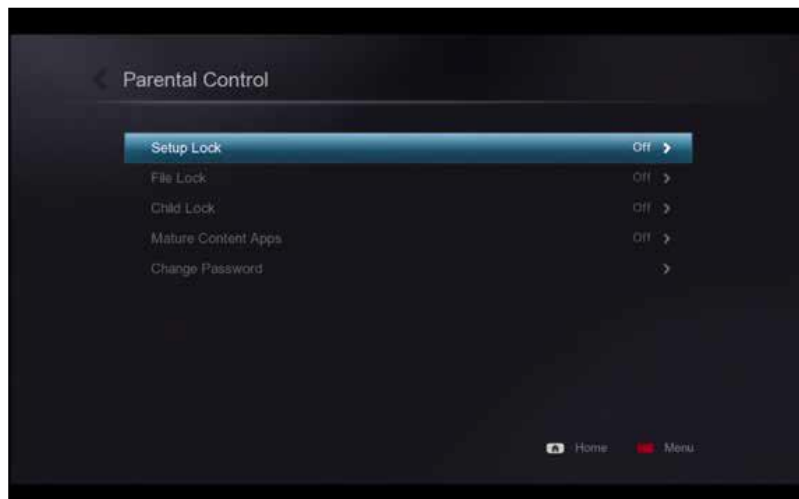 Parental Control
Setup Lock Off
File Lock Off
Child Lock Off
Mature Content Apps Off
Change Password
Home Menu